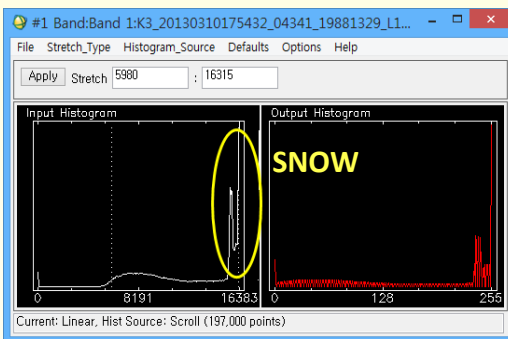 #1 Band:Band 1:K3_20130310175432_04341_19881329_L1...
File Stretch_Type Histogram_Source Defaults Options Help
Apply Stretch 5980 : 16315
Input Histogram Output Histogram
SNOW
0 8191 16383 0 128 255
Current: Linear, Hist Source: Scroll (197,000 points)